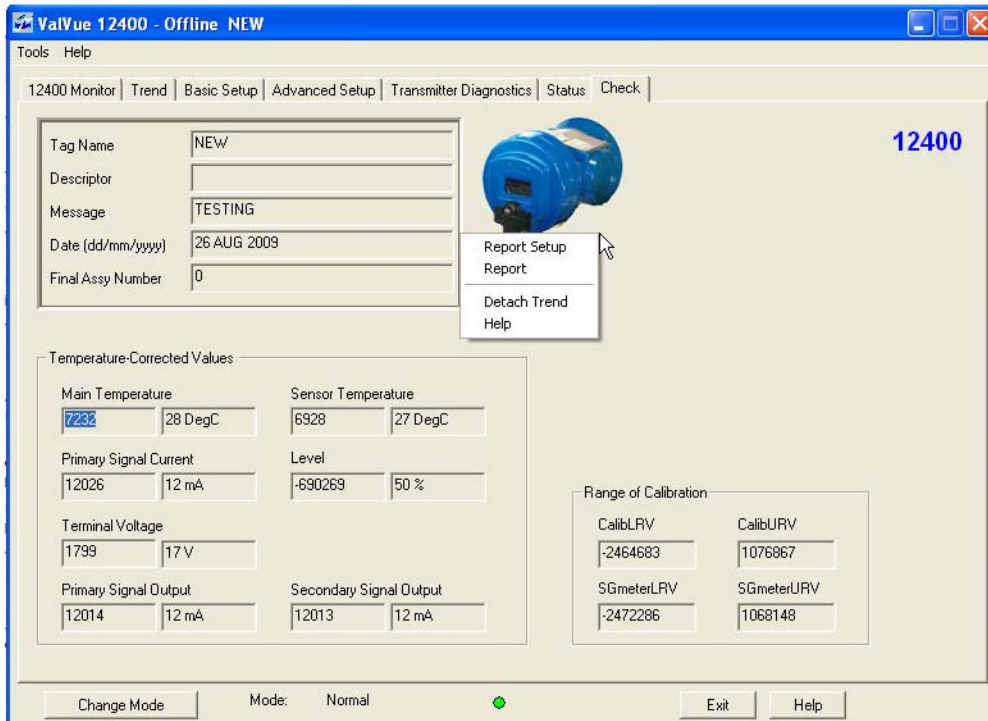 ValVue 12400 - Offline NEW
Tools Help
12400 Monitor Trend Basic Setup Advanced Setup Transmitter Diagnostics Status Check
Tag Name NEW
Descriptor
Message TESTING
Date (dd/mm/yyyy) 26 AUG 2009
Final Assy Number 0
12400
Report Setup
Report
Detach Trend
Help
Temperature-Corrected Values
Main Temperature Sensor Temperature
7232 28 DegC 6928 27 DegC
Primary Signal Current Level
12026 12 mA -690269 50 %
Terminal Voltage
1799 17 V
Primary Signal Output Secondary Signal Output
12014 12 mA 12013 12 mA
Range of Calibration
CalibLRV CalibURV
-2464683 1076867
SGmeterLRV SGmeterURV
-2472286 1068148
Change Mode Mode: Normal Exit Help